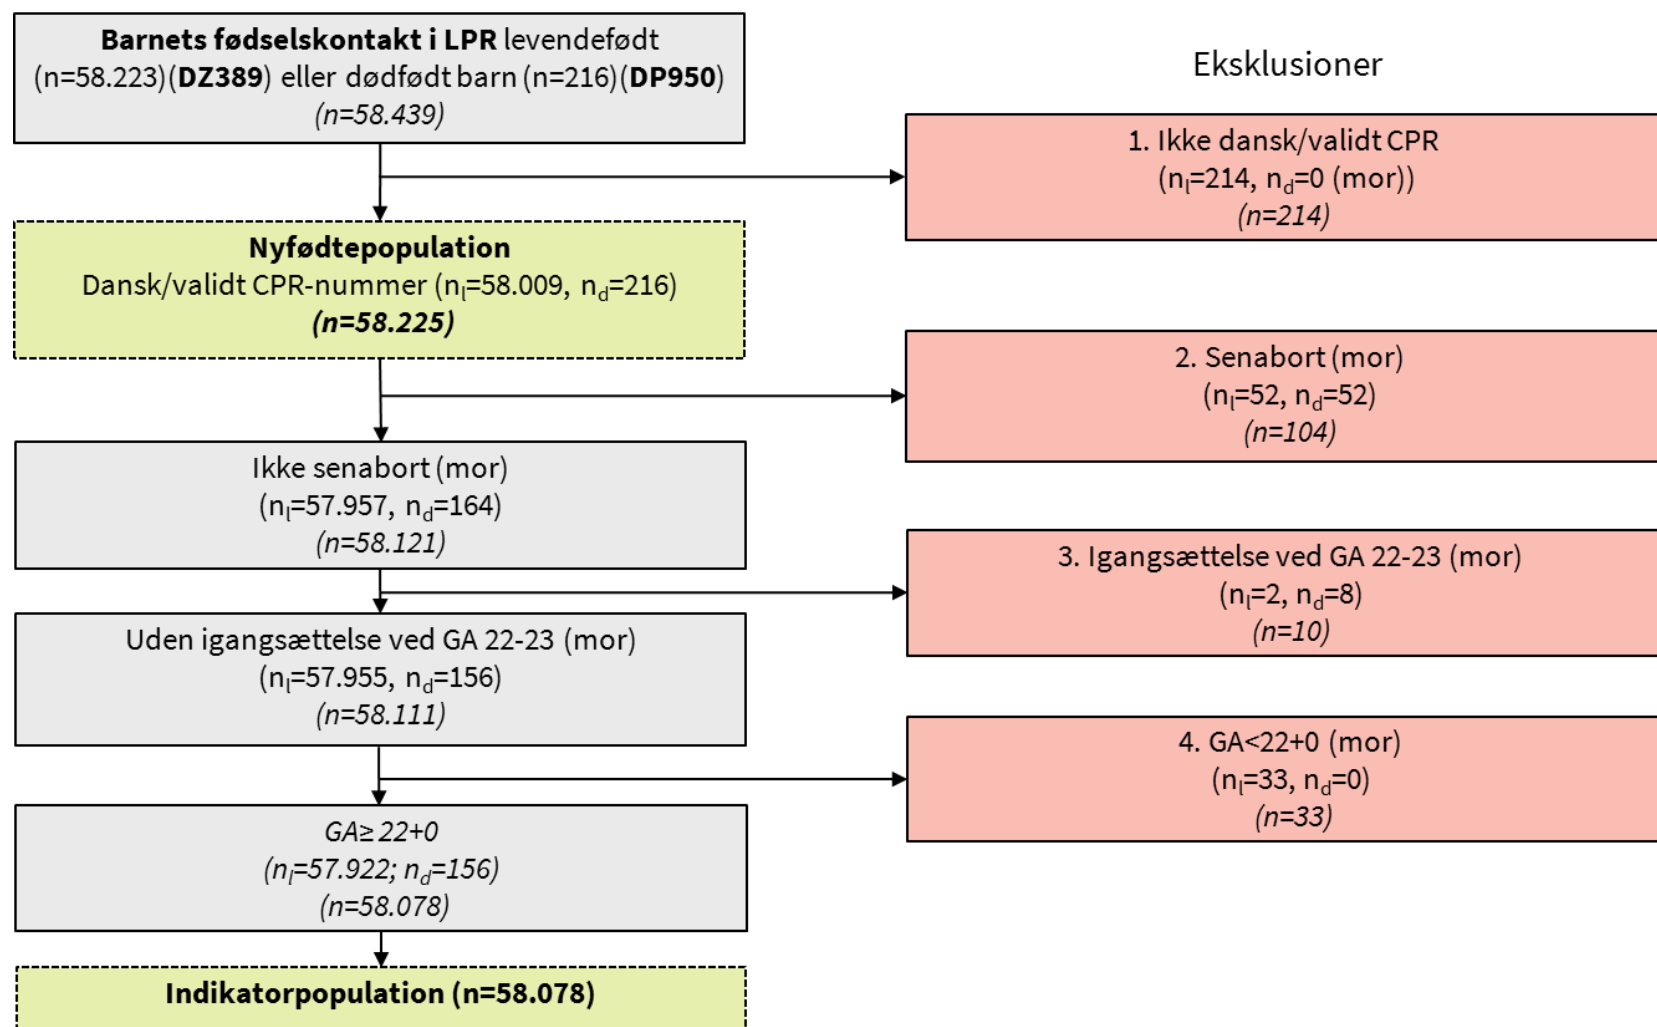 Barnets fødselskontakt i LPR levendefødt
(n=58.223)(DZ389) eller dødfødt barn (n=216)(DP950)
(n=58.439)
Eksklusioner
1. Ikke dansk/validt CPR
(nl=214, nd=0 (mor))
(n=214)
Nyfødtepopulation
Dansk/validt CPR-nummer (nl=58.009, nd=216)
(n=58.225)
2. Senabort (mor)
(nl=52, nd=52)
(n=104)
Ikke senabort (mor)
(nl=57.957, nd=164)
(n=58.121)
3. Igangsættelse ved GA 22-23 (mor)
(nl=2, nd=8)
(n=10)
Uden igangsættelse ved GA 22-23 (mor)
(nl=57.955, nd=156)
(n=58.111)
4. GA<22+0 (mor)
(nl=33, nd=0)
(n=33)
GA≥ 22+0
(nl=57.922; nd=156)
(n=58.078)
Indikatorpopulation (n=58.078)